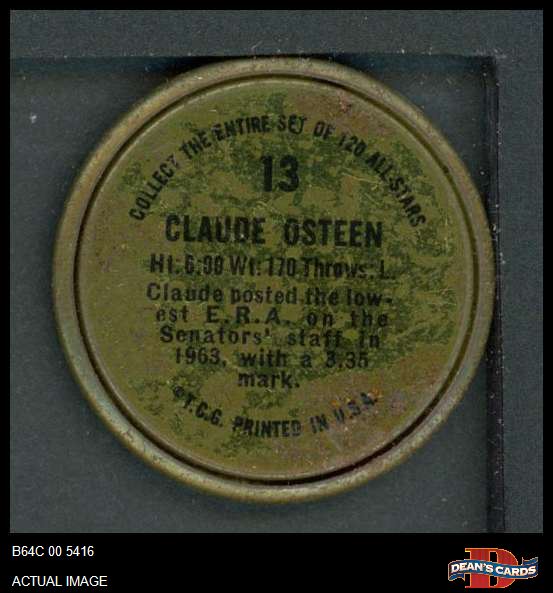 COLLECT THE ENTIRE SET OF 120 ALL-STARS
13
CLAUDE OSTEEN
Ht: 6:00 Wt: 170 Throws: L
Claude posted the low-
est E.R.A. on the
Senators' staff in
1963, with a 3.35
mark.
©T.C.G. PRINTED IN U.S.A.
B64C 00 5416
ACTUAL IMAGE
D
DEAN'S CARDS